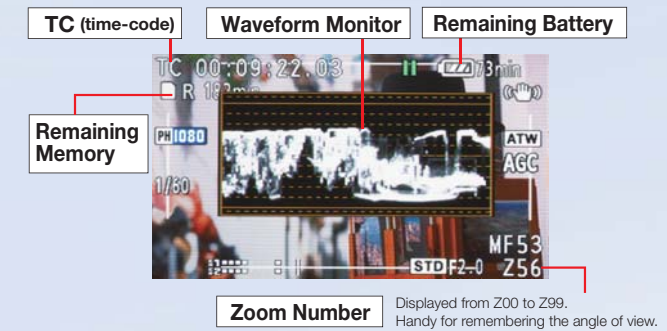 TC (time-code)
Waveform Monitor
Remaining Battery
TC 00:09:22.03
73min
R 182min
Remaining
Memory
PH 1080
ATW
AGC
1/60
MF53
STD F2.0 Z56
Zoom Number
Displayed from Z00 to Z99.
Handy for remembering the angle of view.